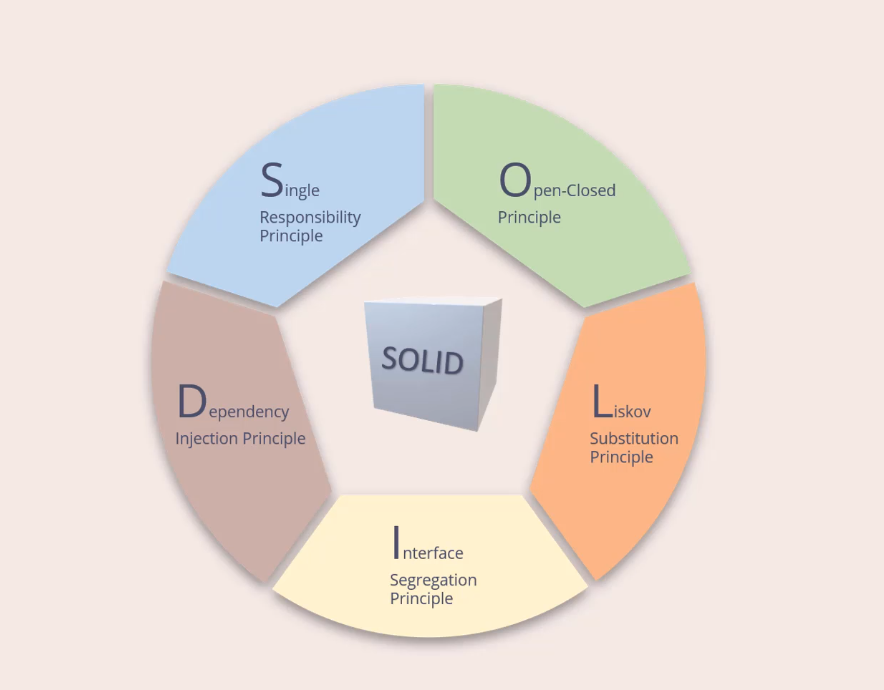 Single
Responsibility
Principle
Open-Closed
Principle
SOLID
Dependency
Injection Principle
Liskov
Substitution
Principle
Interface
Segregation
Principle